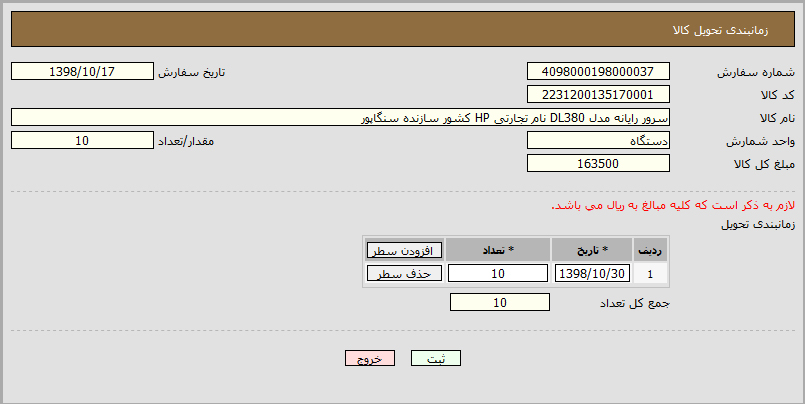 زمانبندی تحویل کالا
شماره سفارش 4098000198000037 تاریخ سفارش 1398/10/17
کد کالا 2231200135170001
نام کالا سرور رایانه مدل DL380 نام تجارتی HP کشور سازنده سنگاپور
واحد شمارش دستگاه مقدار/تعداد 10
مبلغ کل کالا 163500
لازم به ذکر است که کلیه مبالغ به ریال می باشد.
زمانبندی تحویل
ردیف * تاریخ * تعداد افزودن سطر
1 1398/10/30 10 حذف سطر
جمع کل تعداد 10
ثبت خروج